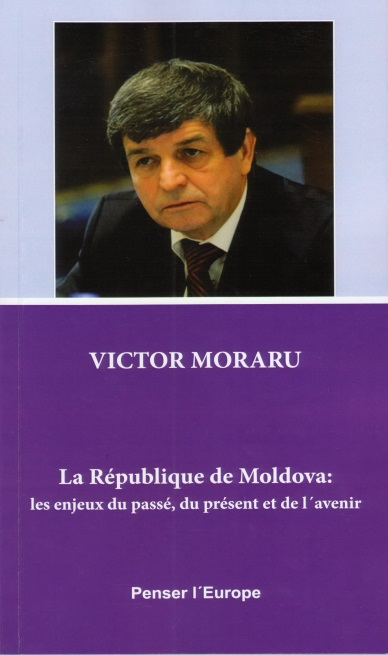 VICTOR MORARU
La République de Moldova:
les enjeux du passé, du présent et de l´avenir
Penser l´Europe